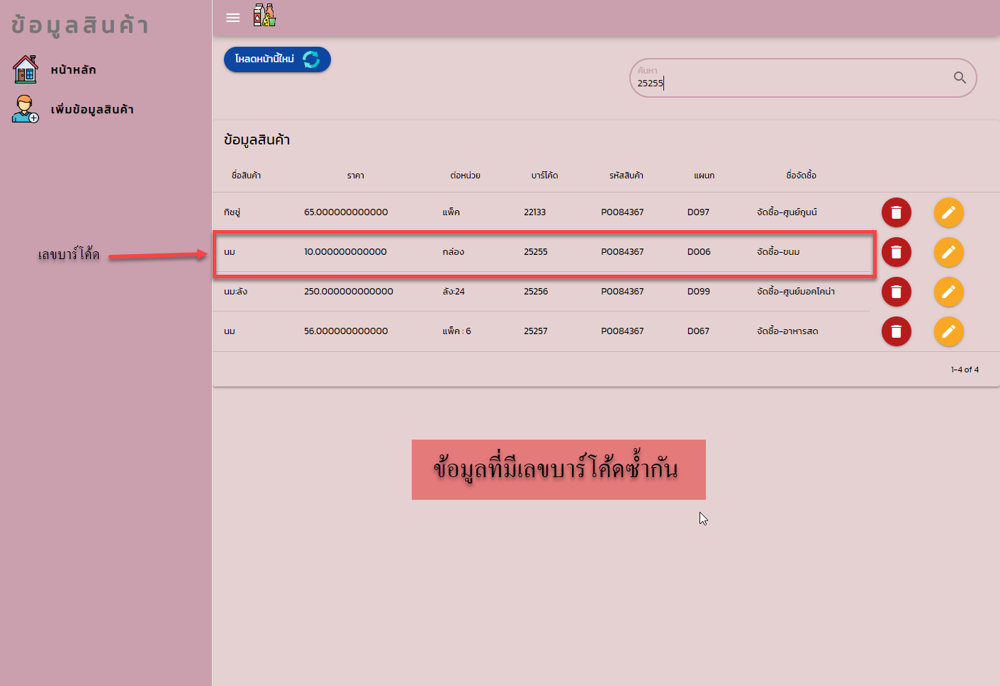 ข้อมูลสินค้า
หน้าหลัก
เพิ่มข้อมูลสินค้า
โหลดหน้านี้ใหม่
ค้นหา
25255
ข้อมูลสินค้า
ชื่อสินค้า ราคา ต่อหน่วย บาร์โค้ด รหัสสินค้า แผนก ชื่อจัดซื้อ
ทิชชู่ 65.000000000000 แพ็ค 22133 P0084367 D097 จัดซื้อ-ศูนย์ภูนน์
เลขบาร์โค้ด
นม 10.000000000000 กล่อง 25255 P0084367 D006 จัดซื้อ-ขนม
นม:ลัง 250.000000000000 ลัง:24 25256 P0084367 D099 จัดซื้อ-ศูนย์มอคโคน่า
นม 56.000000000000 แพ็ค : 6 25257 P0084367 D067 จัดซื้อ-อาหารสด
1-4 of 4
ข้อมูลที่มีเลขบาร์โค้ดซ้ำกัน